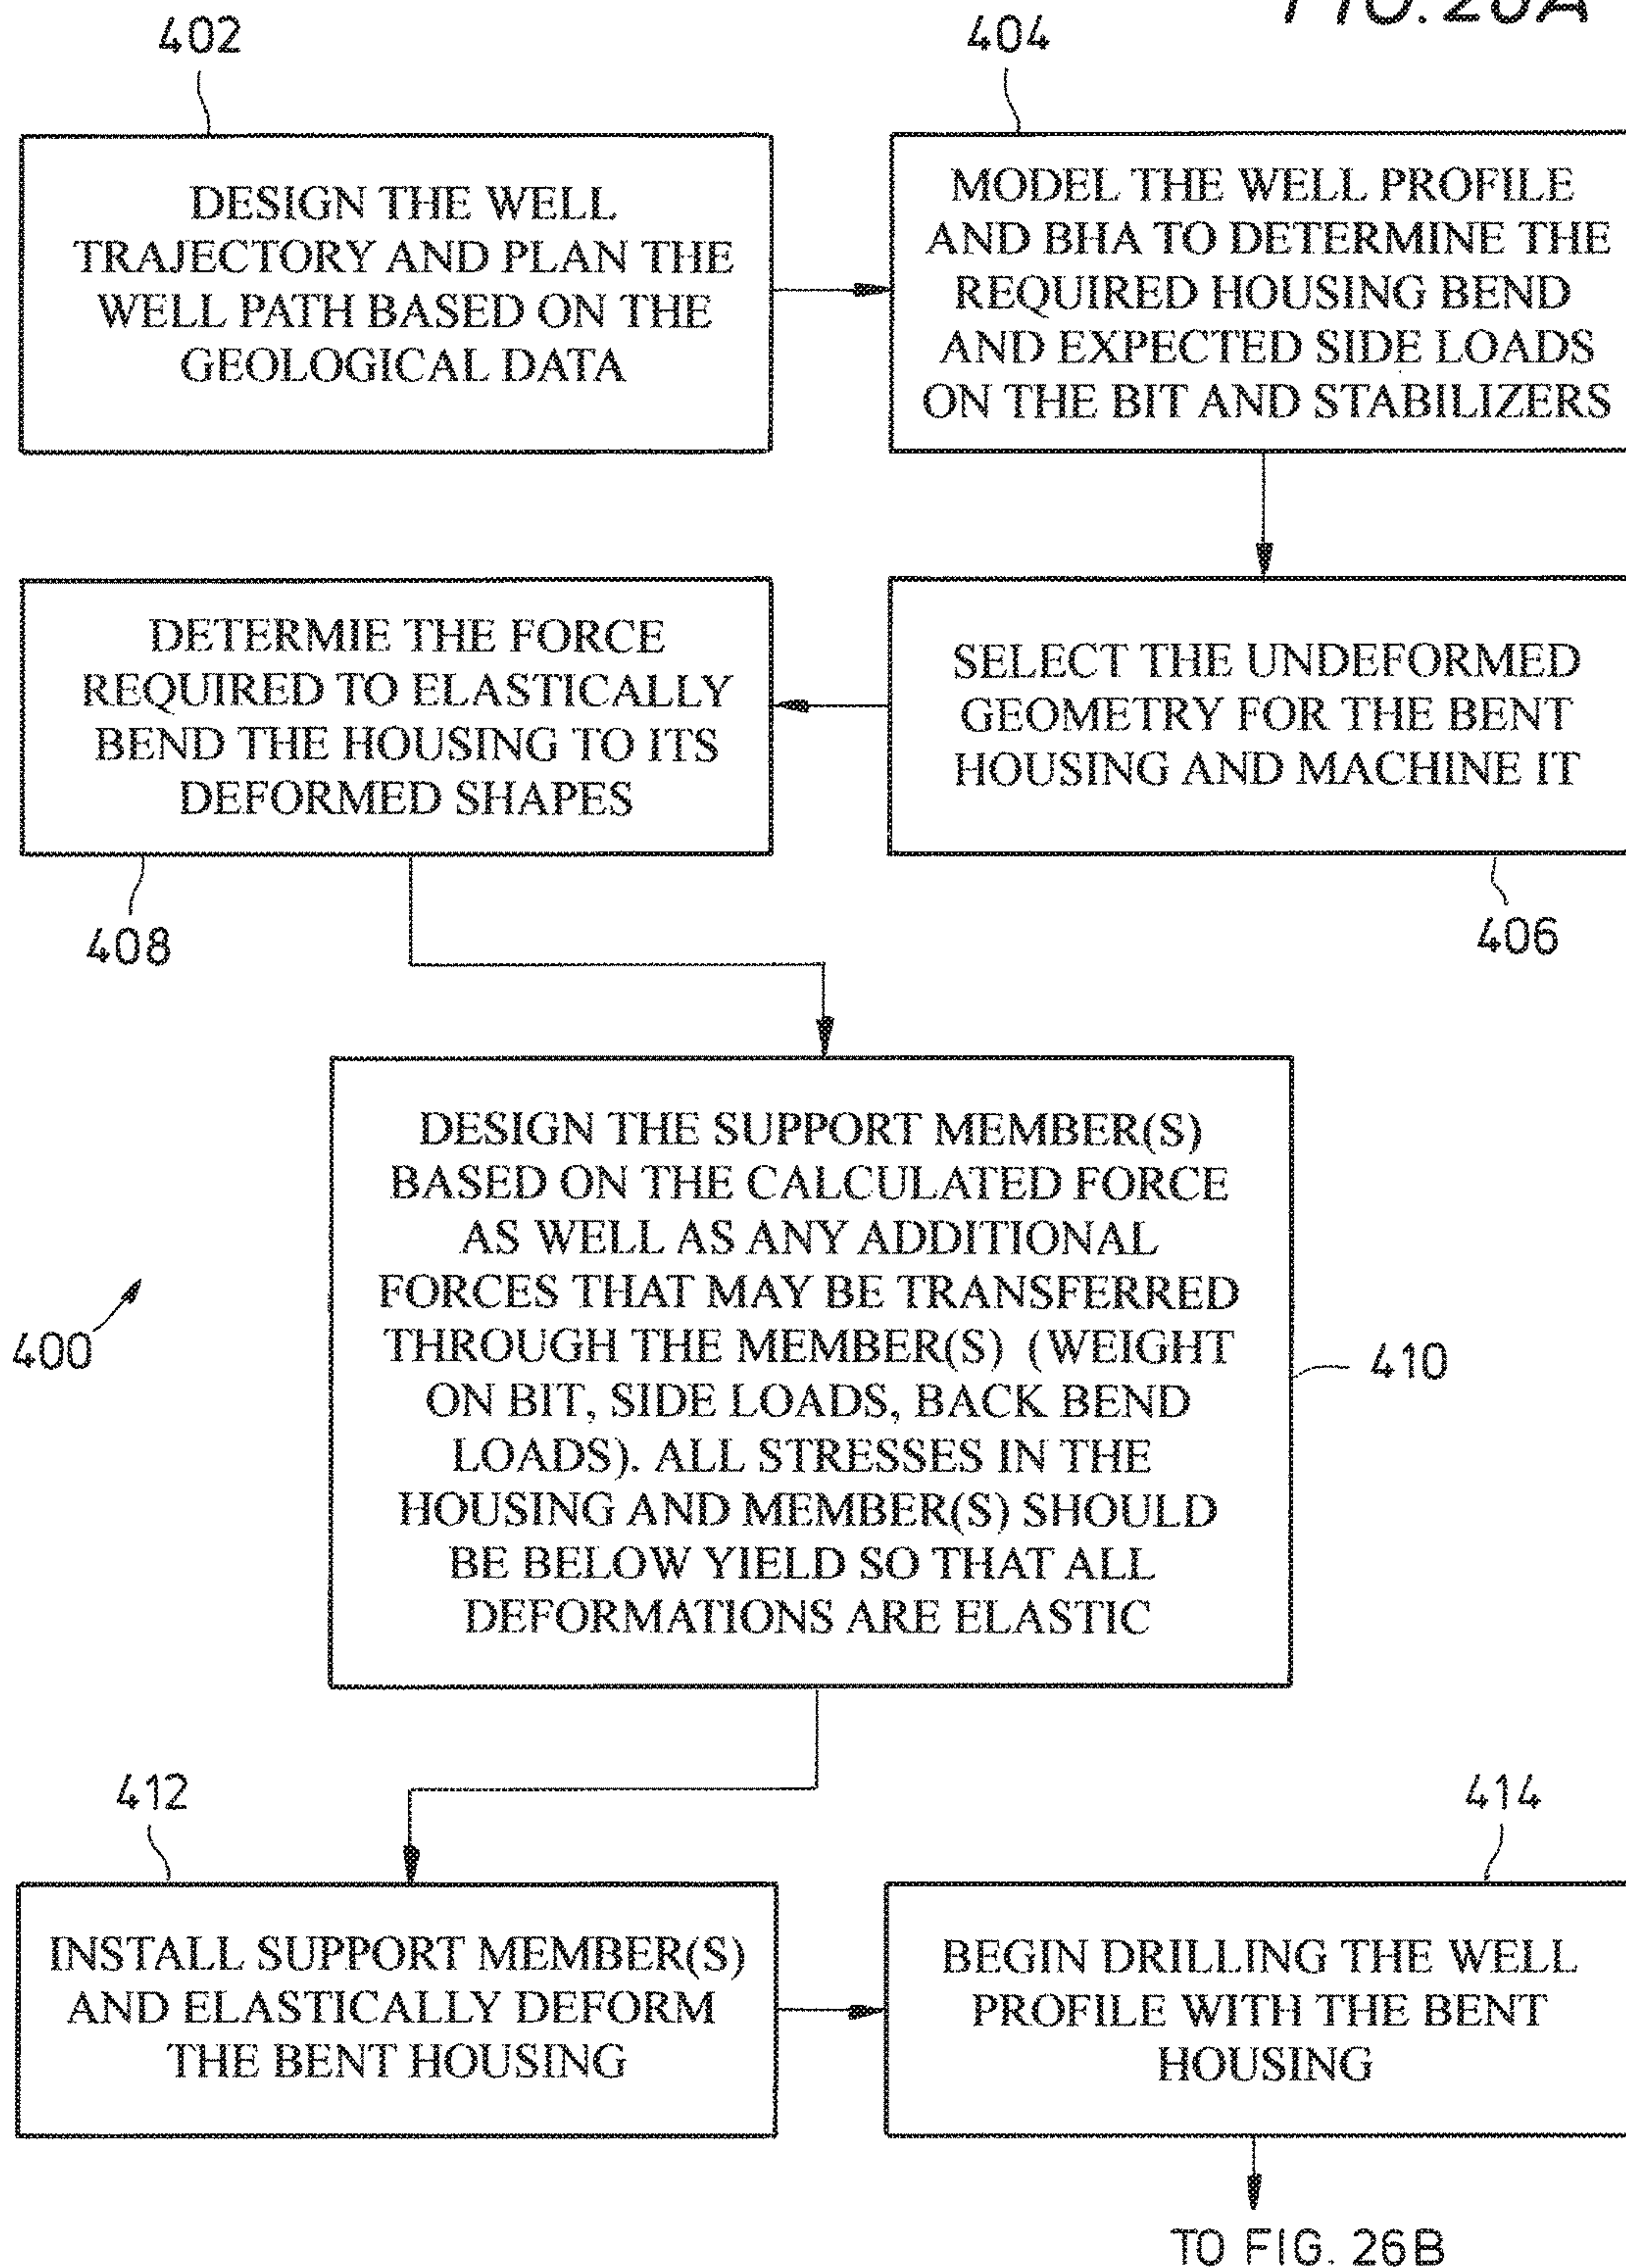 FIG. 26A
402
404
DESIGN THE WELL
TRAJECTORY AND PLAN THE
WELL PATH BASED ON THE
GEOLOGICAL DATA
MODEL THE WELL PROFILE
AND BHA TO DETERMINE THE
REQUIRED HOUSING BEND
AND EXPECTED SIDE LOADS
ON THE BIT AND STABILIZERS
SELECT THE UNDEFORMED
GEOMETRY FOR THE BENT
HOUSING AND MACHINE IT
406
DETERMIE THE FORCE
REQUIRED TO ELASTICALLY
BEND THE HOUSING TO ITS
DEFORMED SHAPES
408
DESIGN THE SUPPORT MEMBER(S)
BASED ON THE CALCULATED FORCE
AS WELL AS ANY ADDITIONAL
FORCES THAT MAY BE TRANSFERRED
THROUGH THE MEMBER(S) (WEIGHT
ON BIT, SIDE LOADS, BACK BEND
LOADS). ALL STRESSES IN THE
HOUSING AND MEMBER(S) SHOULD
BE BELOW YIELD SO THAT ALL
DEFORMATIONS ARE ELASTIC
400
410
412
414
INSTALL SUPPORT MEMBER(S)
AND ELASTICALLY DEFORM
THE BENT HOUSING
BEGIN DRILLING THE WELL
PROFILE WITH THE BENT
HOUSING
TO FIG. 26B